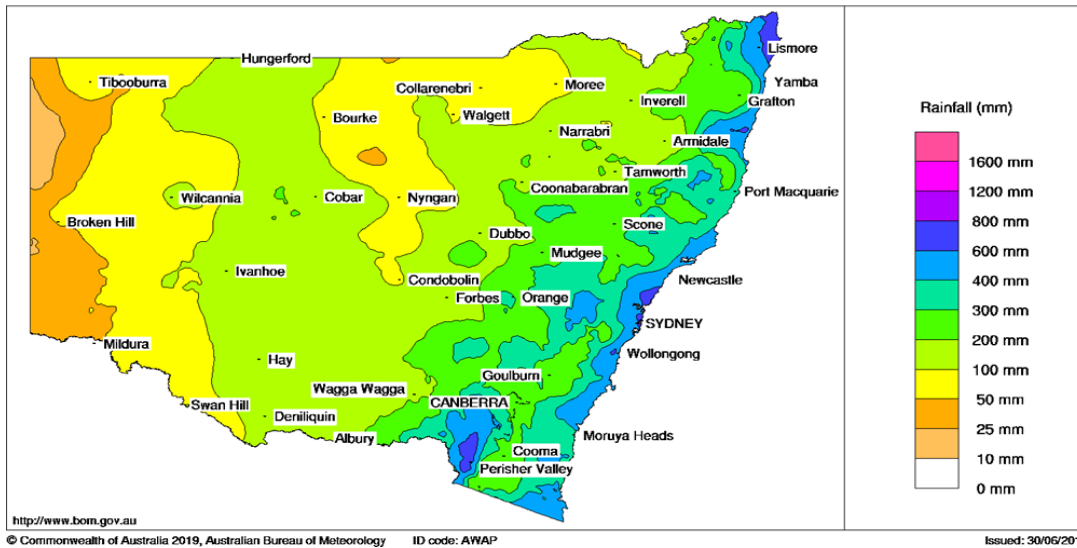 Lismore
Hungerford
Tibooburra
Yamba
Collarenebri
Moree
Inverell
Grafton
Rainfall (mm)
Bourke
Walgett
Narrabri
Armidale
1600 mm
Tamworth
Coonabarabran
1200 mm
Port Macquarie
Wilcannia
Cobar
Nyngan
800 mm
Broken Hill
Scone
Dubbo
600 mm
Mudgee
Ivanhoe
Condobolin
Newcastle
400 mm
Forbes
Orange
300 mm
SYDNEY
Mildura
200 mm
Wollongong
Hay
100 mm
Goulburn
Wagga Wagga
50 mm
CANBERRA
Swan Hill
Deniliquin
25 mm
Albury
Moruya Heads
Cooma
10 mm
Perisher Valley
0 mm
http://www.bom.gov.au
© Commonwealth of Australia 2019, Australian Bureau of Meteorology ID code: AWAP Issued: 30/06/201